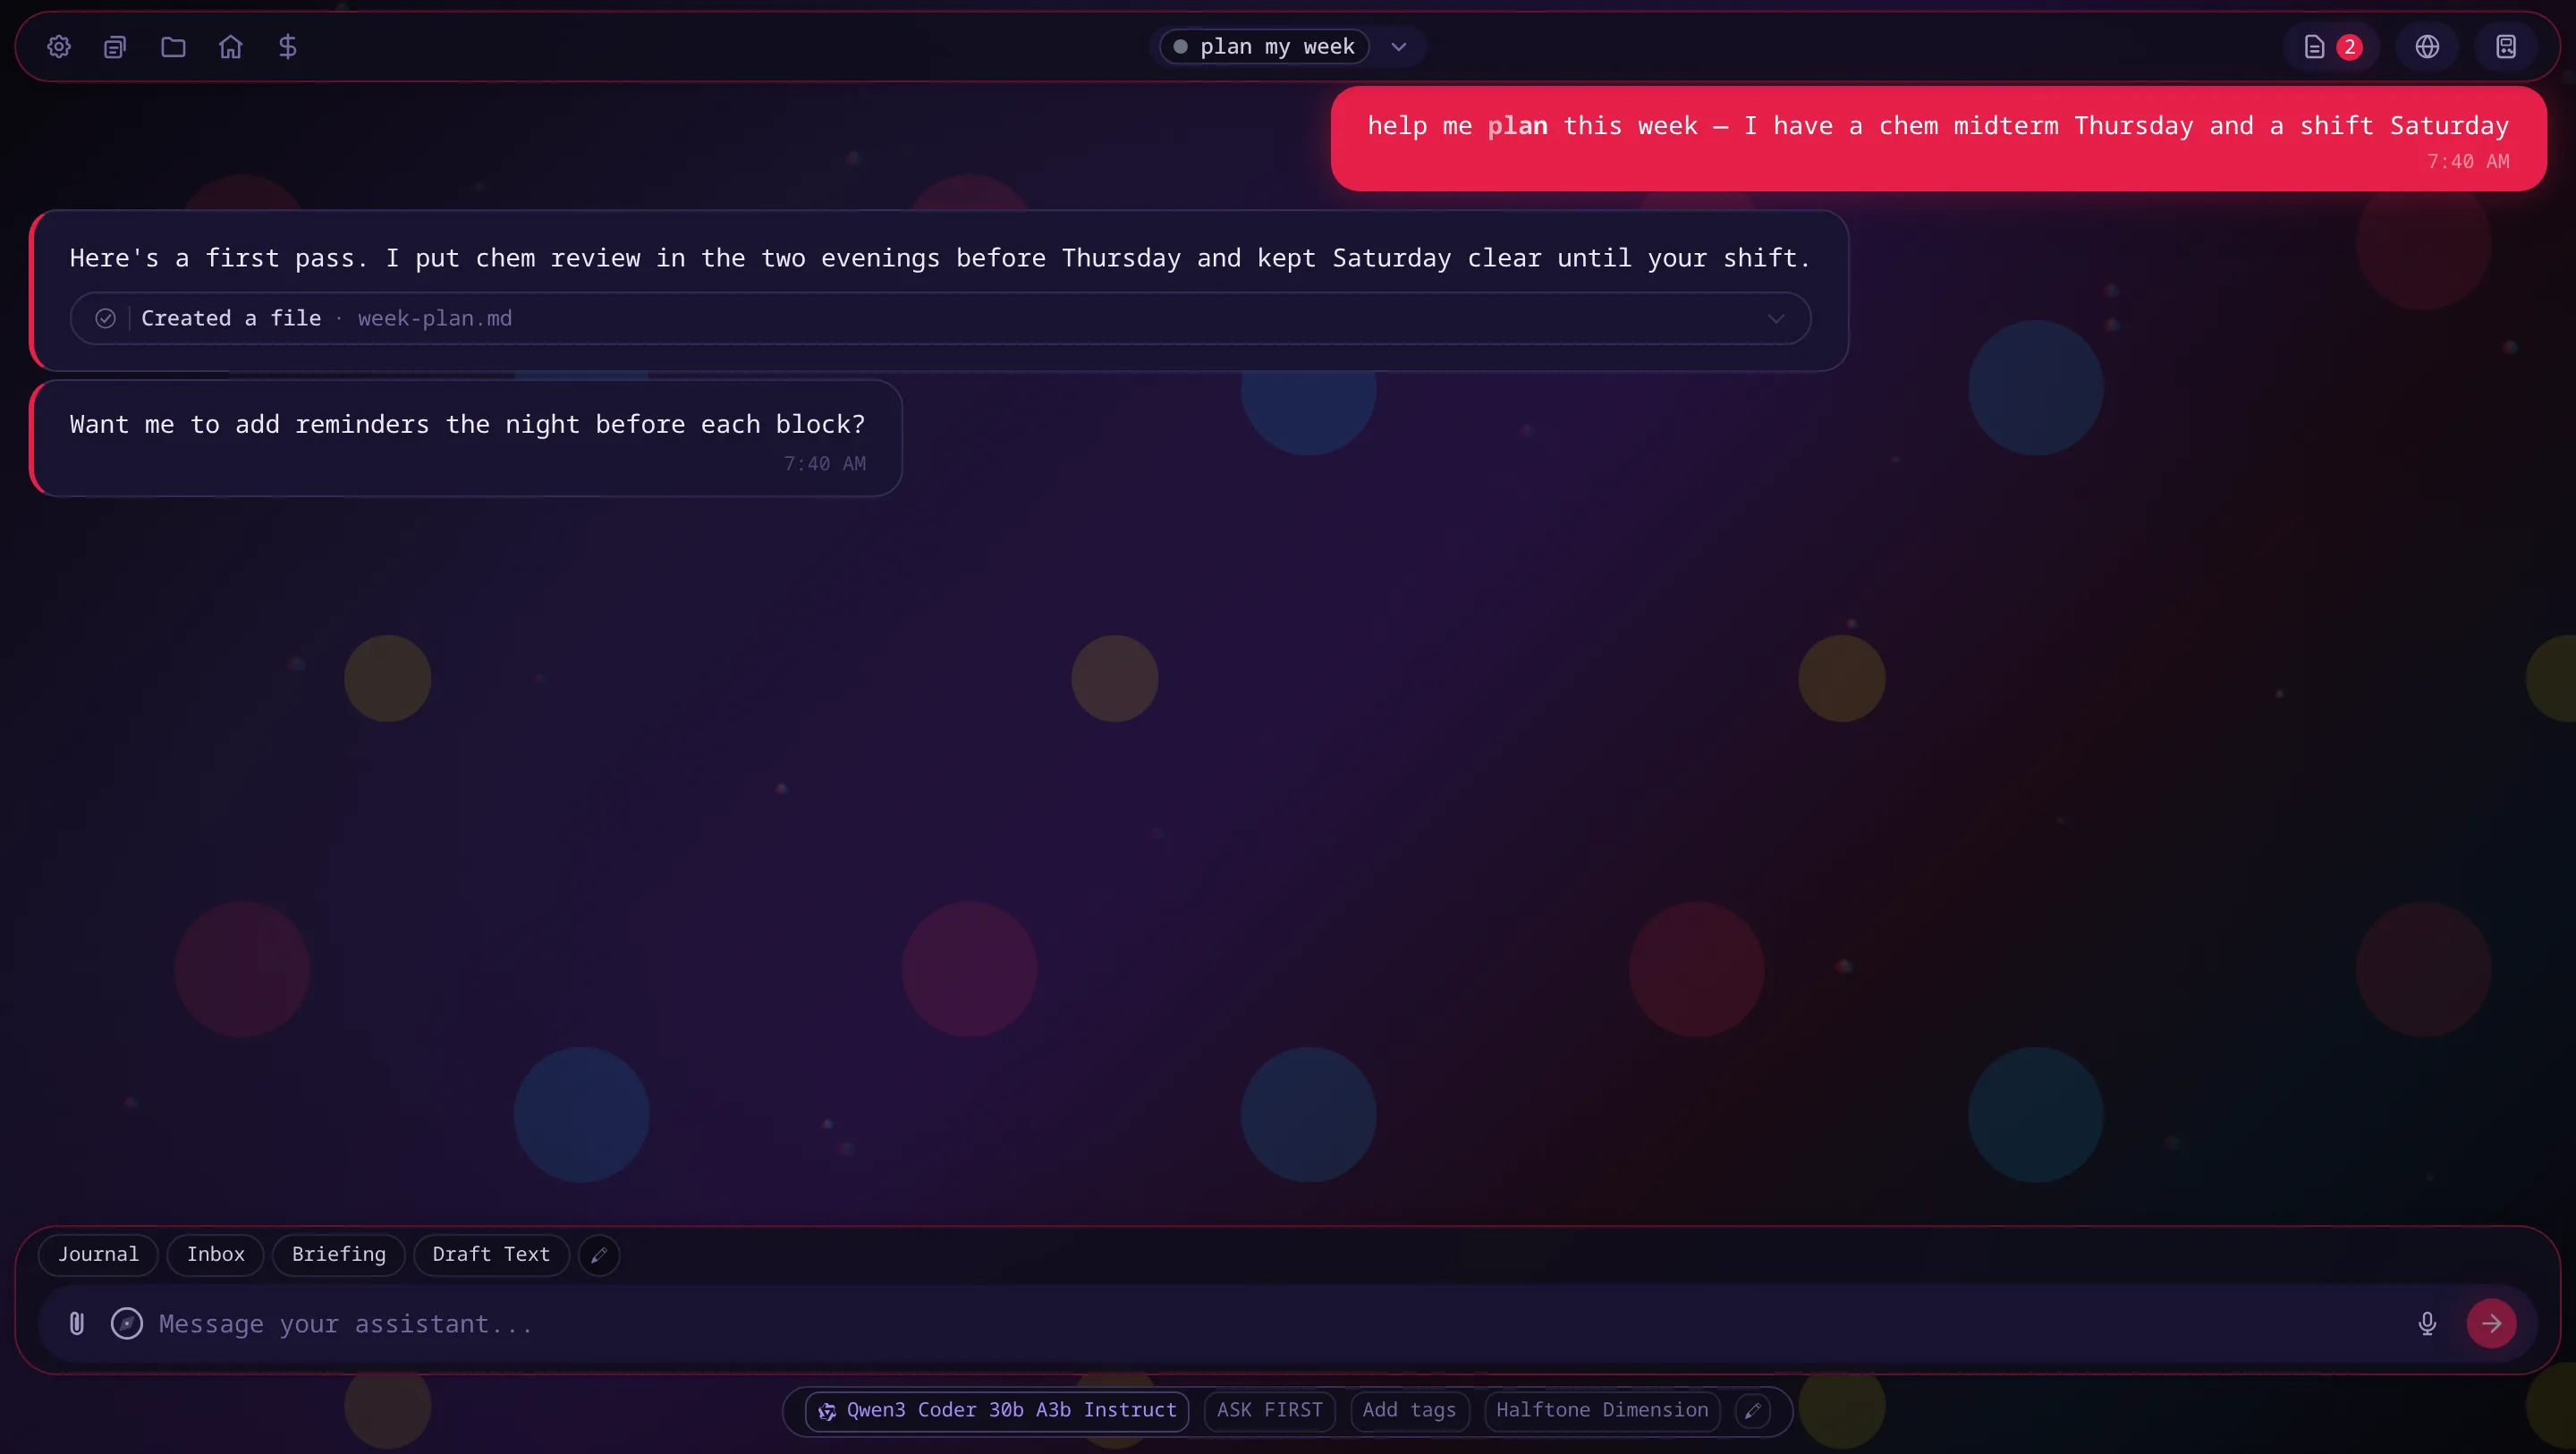 plan my week
2
help me plan this week — I have a chem midterm Thursday and a shift Saturday
7:40 AM
Here's a first pass. I put chem review in the two evenings before Thursday and kept Saturday clear until your shift.
Created a file · week-plan.md
Want me to add reminders the night before each block?
7:40 AM
Journal Inbox Briefing Draft Text
Message your assistant...
Qwen3 Coder 30b A3b Instruct ASK FIRST Add tags Halftone Dimension